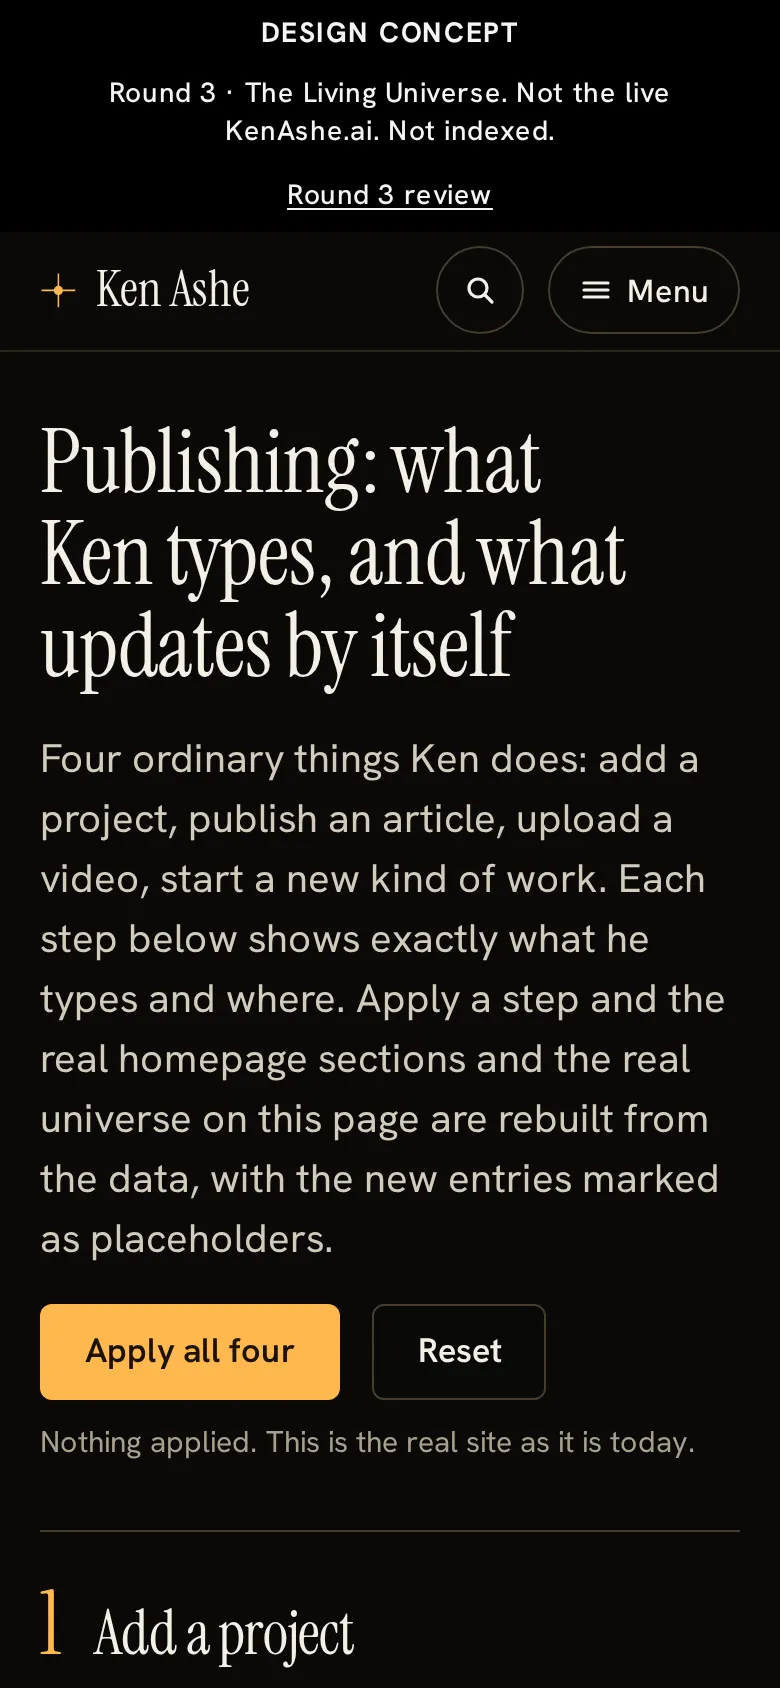 DESIGN CONCEPT
Round 3 · The Living Universe. Not the live
KenAshe.ai. Not indexed.
Round 3 review
Ken Ashe
Menu
Publishing: what
Ken types, and what
updates by itself
Four ordinary things Ken does: add a
project, publish an article, upload a
video, start a new kind of work. Each
step below shows exactly what he
types and where. Apply a step and the
real homepage sections and the real
universe on this page are rebuilt from
the data, with the new entries marked
as placeholders.
Apply all four
Reset
Nothing applied. This is the real site as it is today.
1 Add a project